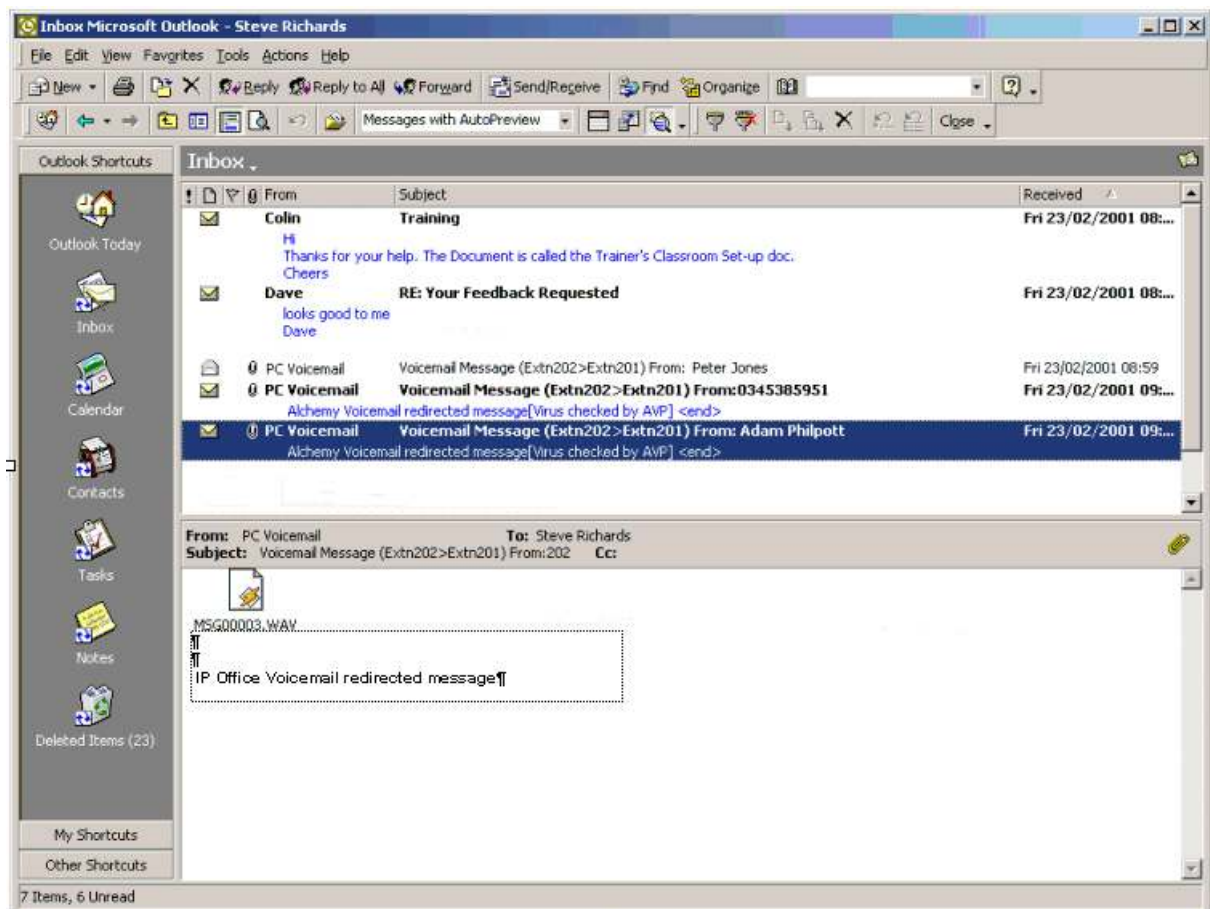 Inbox Microsoft Outlook - Steve Richards
File Edit View Favorites Tools Actions Help
New Reply Reply to All Forward Send/Receive Find Organize
Messages with AutoPreview Close
Outlook Shortcuts
Outlook Today
Inbox
Calendar
Contacts
Tasks
Notes
Deleted Items (23)
My Shortcuts
Other Shortcuts
Inbox
! From Subject Received
Colin Training Fri 23/02/2001 08:...
Hi
Thanks for your help. The Document is called the Trainer's Classroom Set-up doc.
Cheers
Dave RE: Your Feedback Requested Fri 23/02/2001 08:...
looks good to me
Dave
PC Voicemail Voicemail Message (Extn202>Extn201) From: Peter Jones Fri 23/02/2001 08:59
PC Voicemail Voicemail Message (Extn202>Extn201) From:0345385951 Fri 23/02/2001 09:...
Alchemy Voicemail redirected message[Virus checked by AVP] <end>
PC Voicemail Voicemail Message (Extn202>Extn201) From: Adam Philpott Fri 23/02/2001 09:...
Alchemy Voicemail redirected message[Virus checked by AVP] <end>
From: PC Voicemail To: Steve Richards
Subject: Voicemail Message (Extn202>Extn201) From:202 Cc:
MSG00003.WAV
¶
¶
IP Office Voicemail redirected message¶
7 Items, 6 Unread